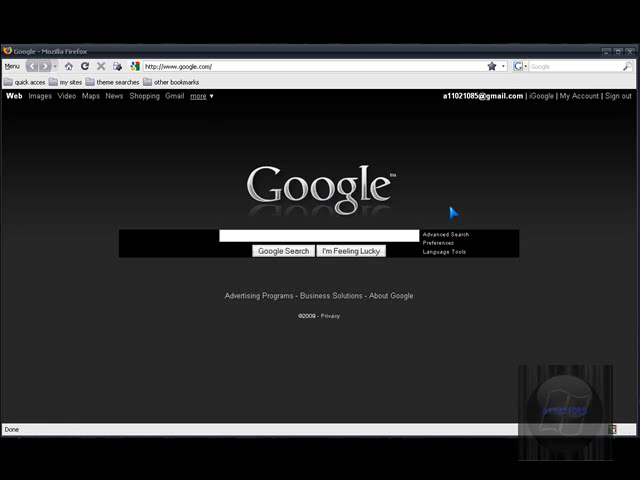 Google - Mozilla Firefox
Menu http://www.google.com/ Google
quick acces my sites theme searches other bookmarks
Web Images Video Maps News Shopping Gmail more ▼ a11021085@gmail.com | iGoogle | My Account | Sign out
Google™
Advanced Search
Preferences
Language Tools
Google Search I'm Feeling Lucky
Advertising Programs - Business Solutions - About Google
©2009 - Privacy
a11021085
Done